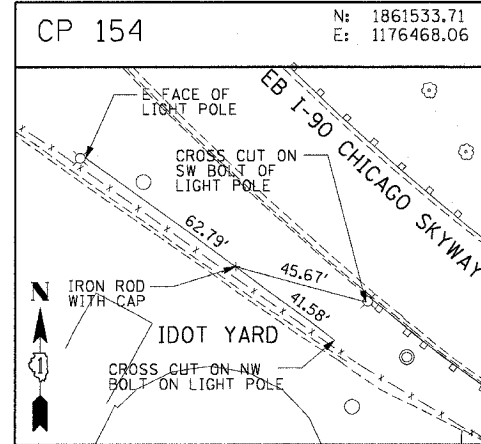 CP 154
N: 1861533.71
E: 1176468.06
E FACE OF
LIGHT POLE
EB I-90 CHICAGO SKYWAY
CROSS CUT ON
SW BOLT OF
LIGHT POLE
62.79'
45.67'
41.58'
IRON ROD
WITH CAP
N
1
IDOT YARD
CROSS CUT ON NW
BOLT ON LIGHT POLE